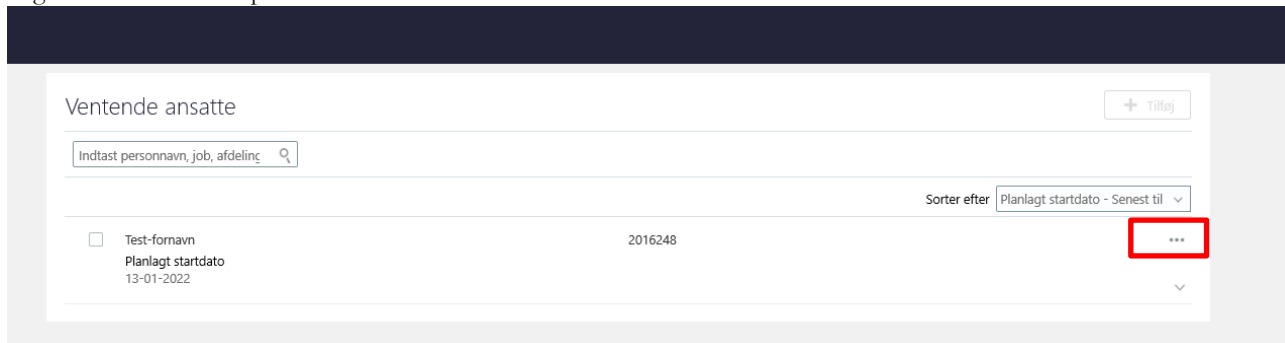 Ventende ansatte
+ Tilføj
Indtast personnavn, job, afdeling
Sorter efter Planlagt startdato - Senest til
Test-fornavn 2016248
Planlagt startdato
13-01-2022